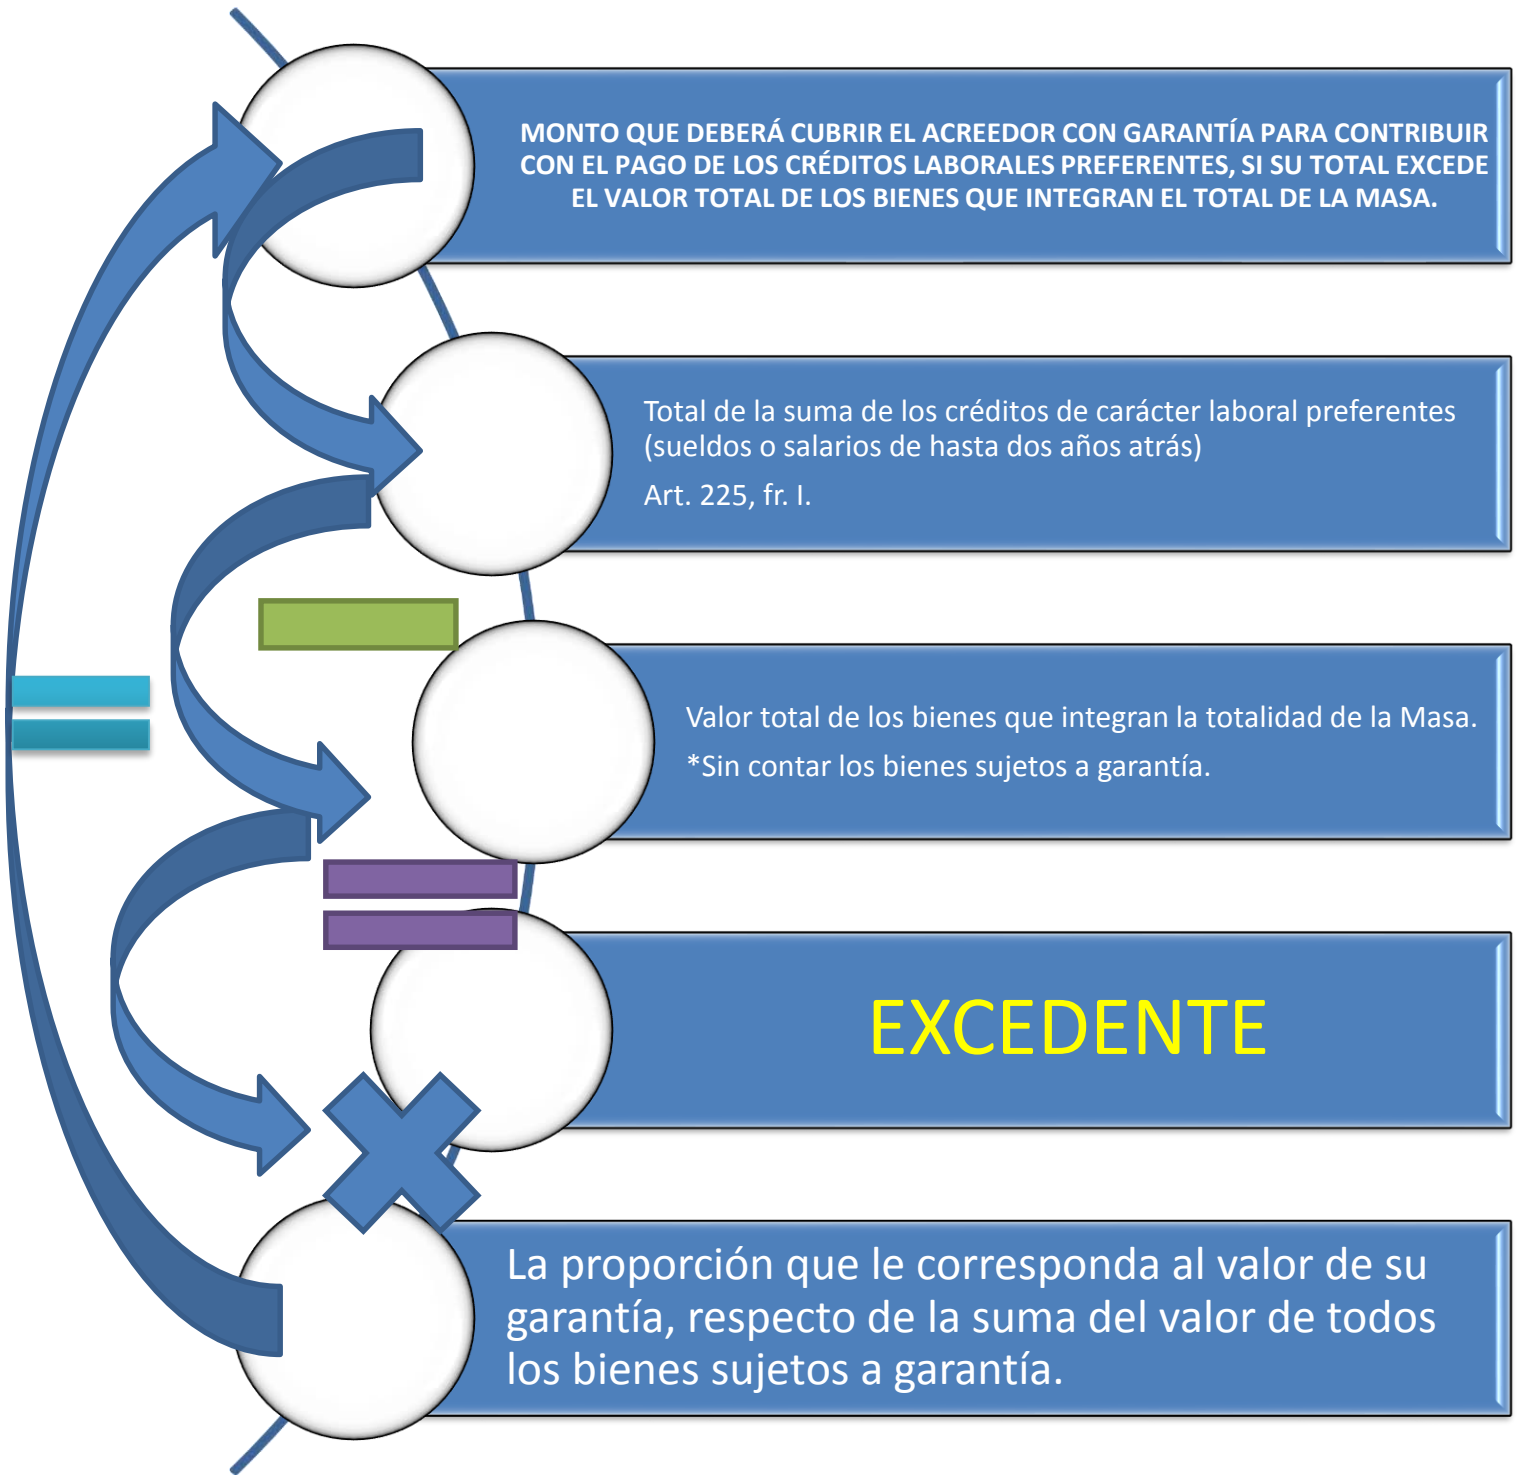 MONTO QUE DEBERÁ CUBRIR EL ACREEDOR CON GARANTÍA PARA CONTRIBUIR
CON EL PAGO DE LOS CRÉDITOS LABORALES PREFERENTES, SI SU TOTAL EXCEDE
EL VALOR TOTAL DE LOS BIENES QUE INTEGRAN EL TOTAL DE LA MASA.
Total de la suma de los créditos de carácter laboral preferentes
(sueldos o salarios de hasta dos años atrás)
Art. 225, fr. I.
Valor total de los bienes que integran la totalidad de la Masa.
*Sin contar los bienes sujetos a garantía.
EXCEDENTE
La proporción que le corresponda al valor de su
garantía, respecto de la suma del valor de todos
los bienes sujetos a garantía.